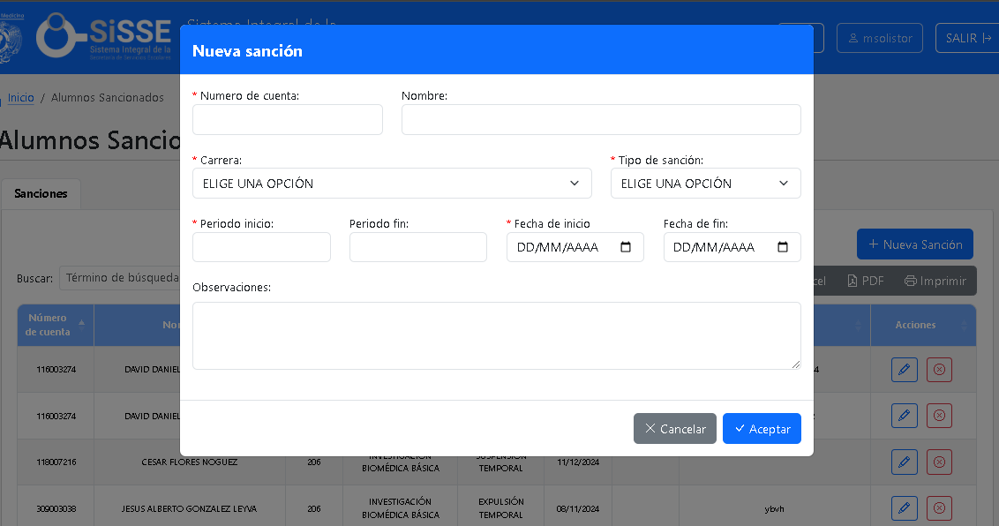 Medicina
SiSSE
Sistema Integral de la
Secretaría de Servicios Escolares
Sistema Integral de la
msolistor
SALIR
Inicio / Alumnos Sancionados
Alumnos Sancio
Sanciones
Nueva sanción
* Numero de cuenta:
Nombre:
* Carrera:
* Tipo de sanción:
ELIGE UNA OPCIÓN
ELIGE UNA OPCIÓN
* Periodo inicio:
Periodo fin:
* Fecha de inicio
Fecha de fin:
DD/MM/AAAA
DD/MM/AAAA
Observaciones:
Cancelar
Aceptar
+ Nueva Sanción
Buscar:
Término de búsqueda
cel
PDF
Imprimir
Número
de cuenta
Acciones
116003274
DAVID DANIEL
4
116003274
DAVID DANIEL
118007216
CESAR FLORES NOGUEZ
206
INVESTIGACIÓN
BIOMÉDICA BÁSICA
SUSPENSIÓN
TEMPORAL
11/12/2024
309003038
JESUS ALBERTO GONZALEZ LEYVA
206
INVESTIGACIÓN
BIOMÉDICA BÁSICA
EXPULSIÓN
TEMPORAL
08/11/2024
ybvh